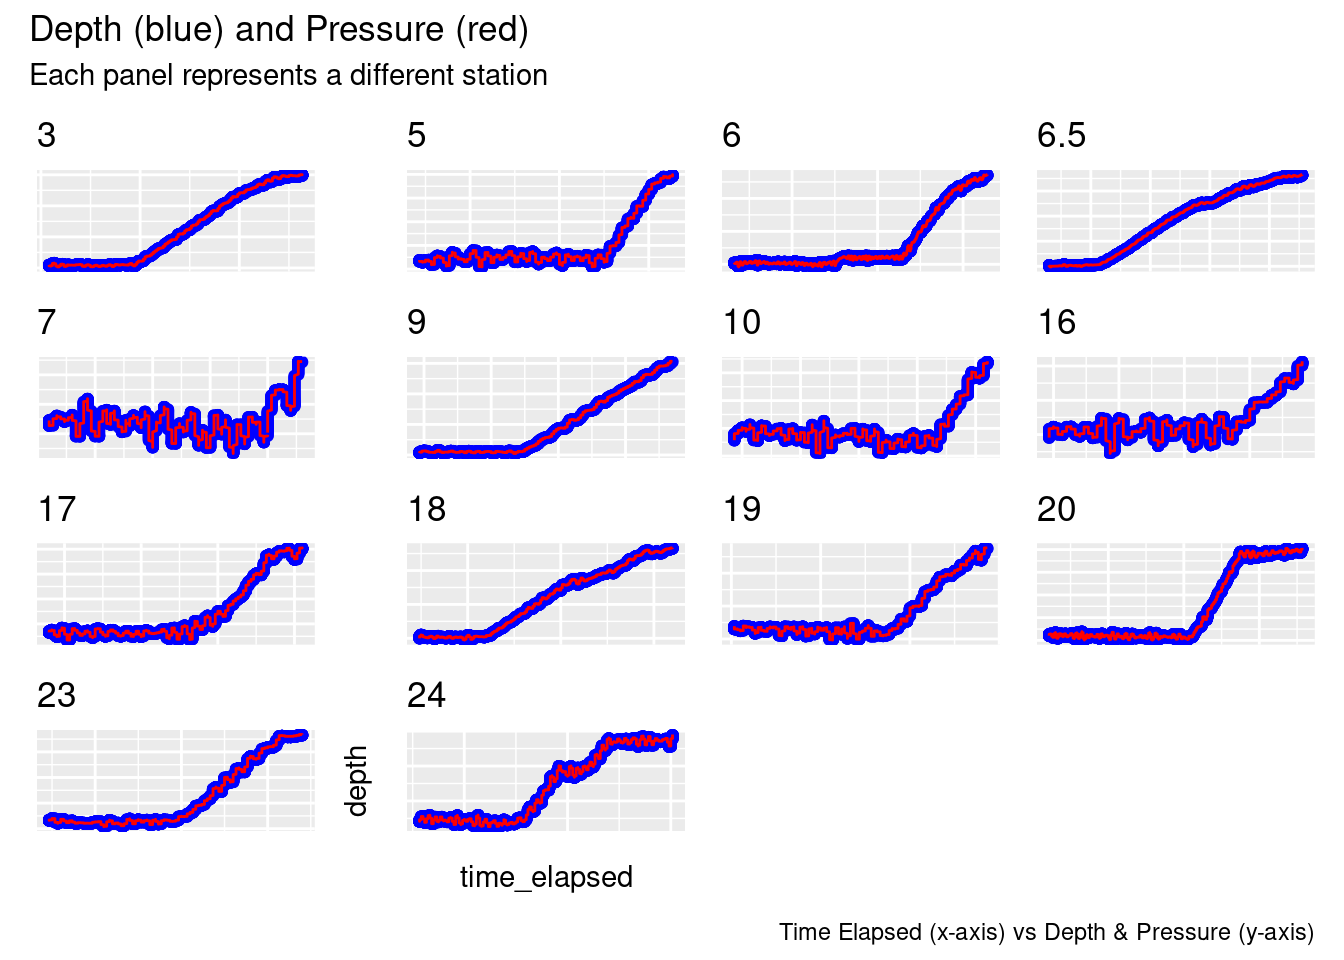 Depth (blue) and Pressure (red)
Each panel represents a different station
3
5
6
6.5
7
9
10
16
17
18
19
20
23
24
depth
time_elapsed
Time Elapsed (x-axis) vs Depth & Pressure (y-axis)